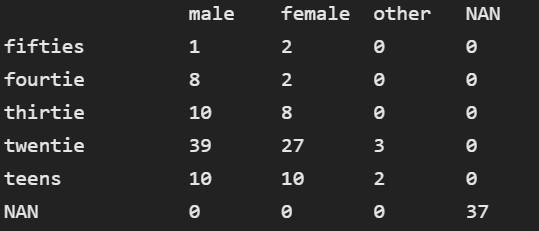 male female other NAN
fifties 1 2 0 0
fourtie 8 2 0 0
thirtie 10 8 0 0
twentie 39 27 3 0
teens 10 10 2 0
NAN 0 0 0 37